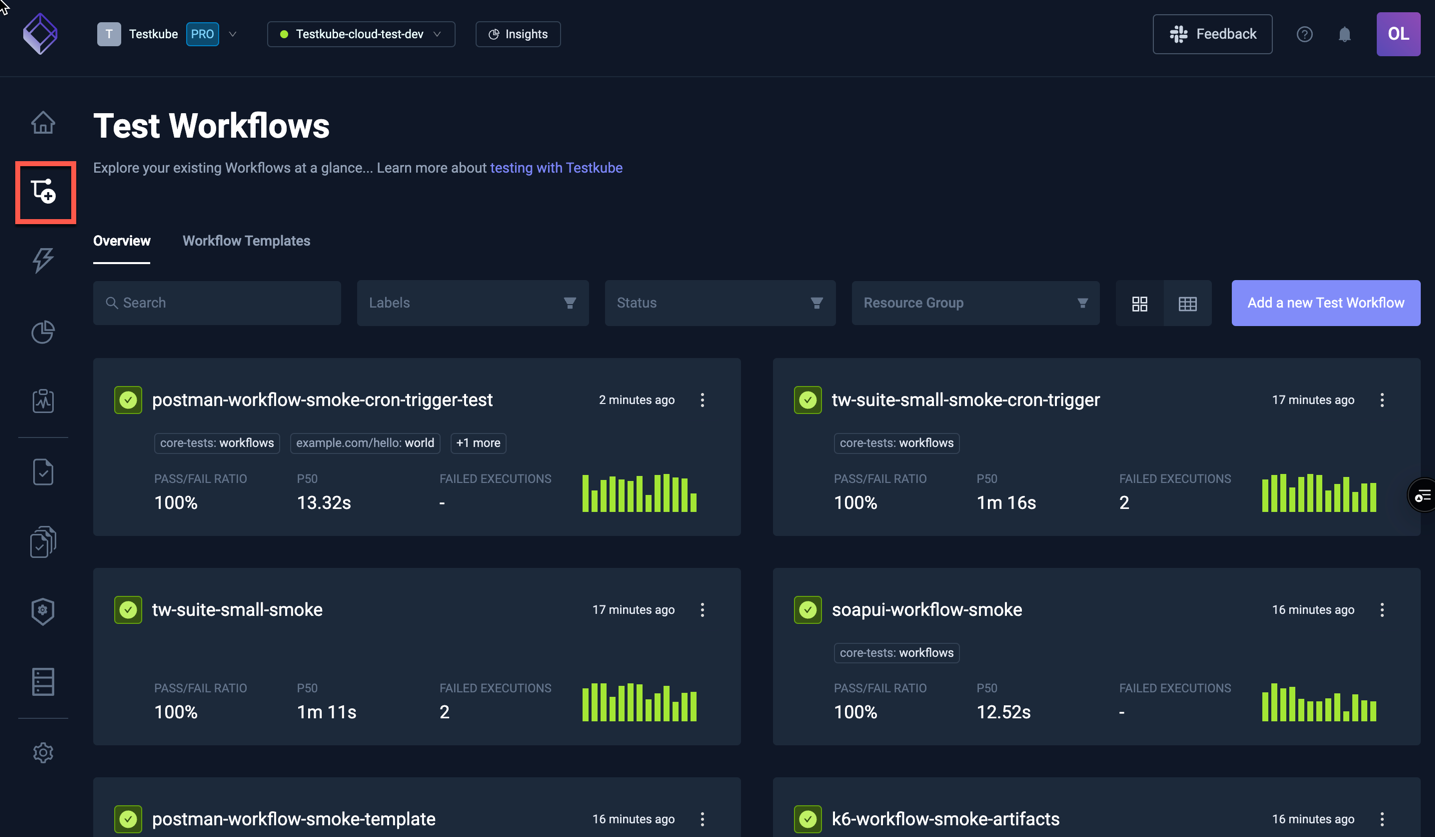 T Testkube PRO Testkube-cloud-test-dev Insights Feedback OL
Test Workflows
Explore your existing Workflows at a glance... Learn more about testing with Testkube
Overview Workflow Templates
Search Labels Status Resource Group Add a new Test Workflow
postman-workflow-smoke-cron-trigger-test 2 minutes ago
core-tests: workflows example.com/hello: world +1 more
PASS/FAIL RATIO P50 FAILED EXECUTIONS
100% 13.32s -
tw-suite-small-smoke-cron-trigger 17 minutes ago
core-tests: workflows
PASS/FAIL RATIO P50 FAILED EXECUTIONS
100% 1m 16s 2
tw-suite-small-smoke 17 minutes ago
PASS/FAIL RATIO P50 FAILED EXECUTIONS
100% 1m 11s 2
soapui-workflow-smoke 16 minutes ago
core-tests: workflows
PASS/FAIL RATIO P50 FAILED EXECUTIONS
100% 12.52s -
postman-workflow-smoke-template 16 minutes ago
k6-workflow-smoke-artifacts 16 minutes ago